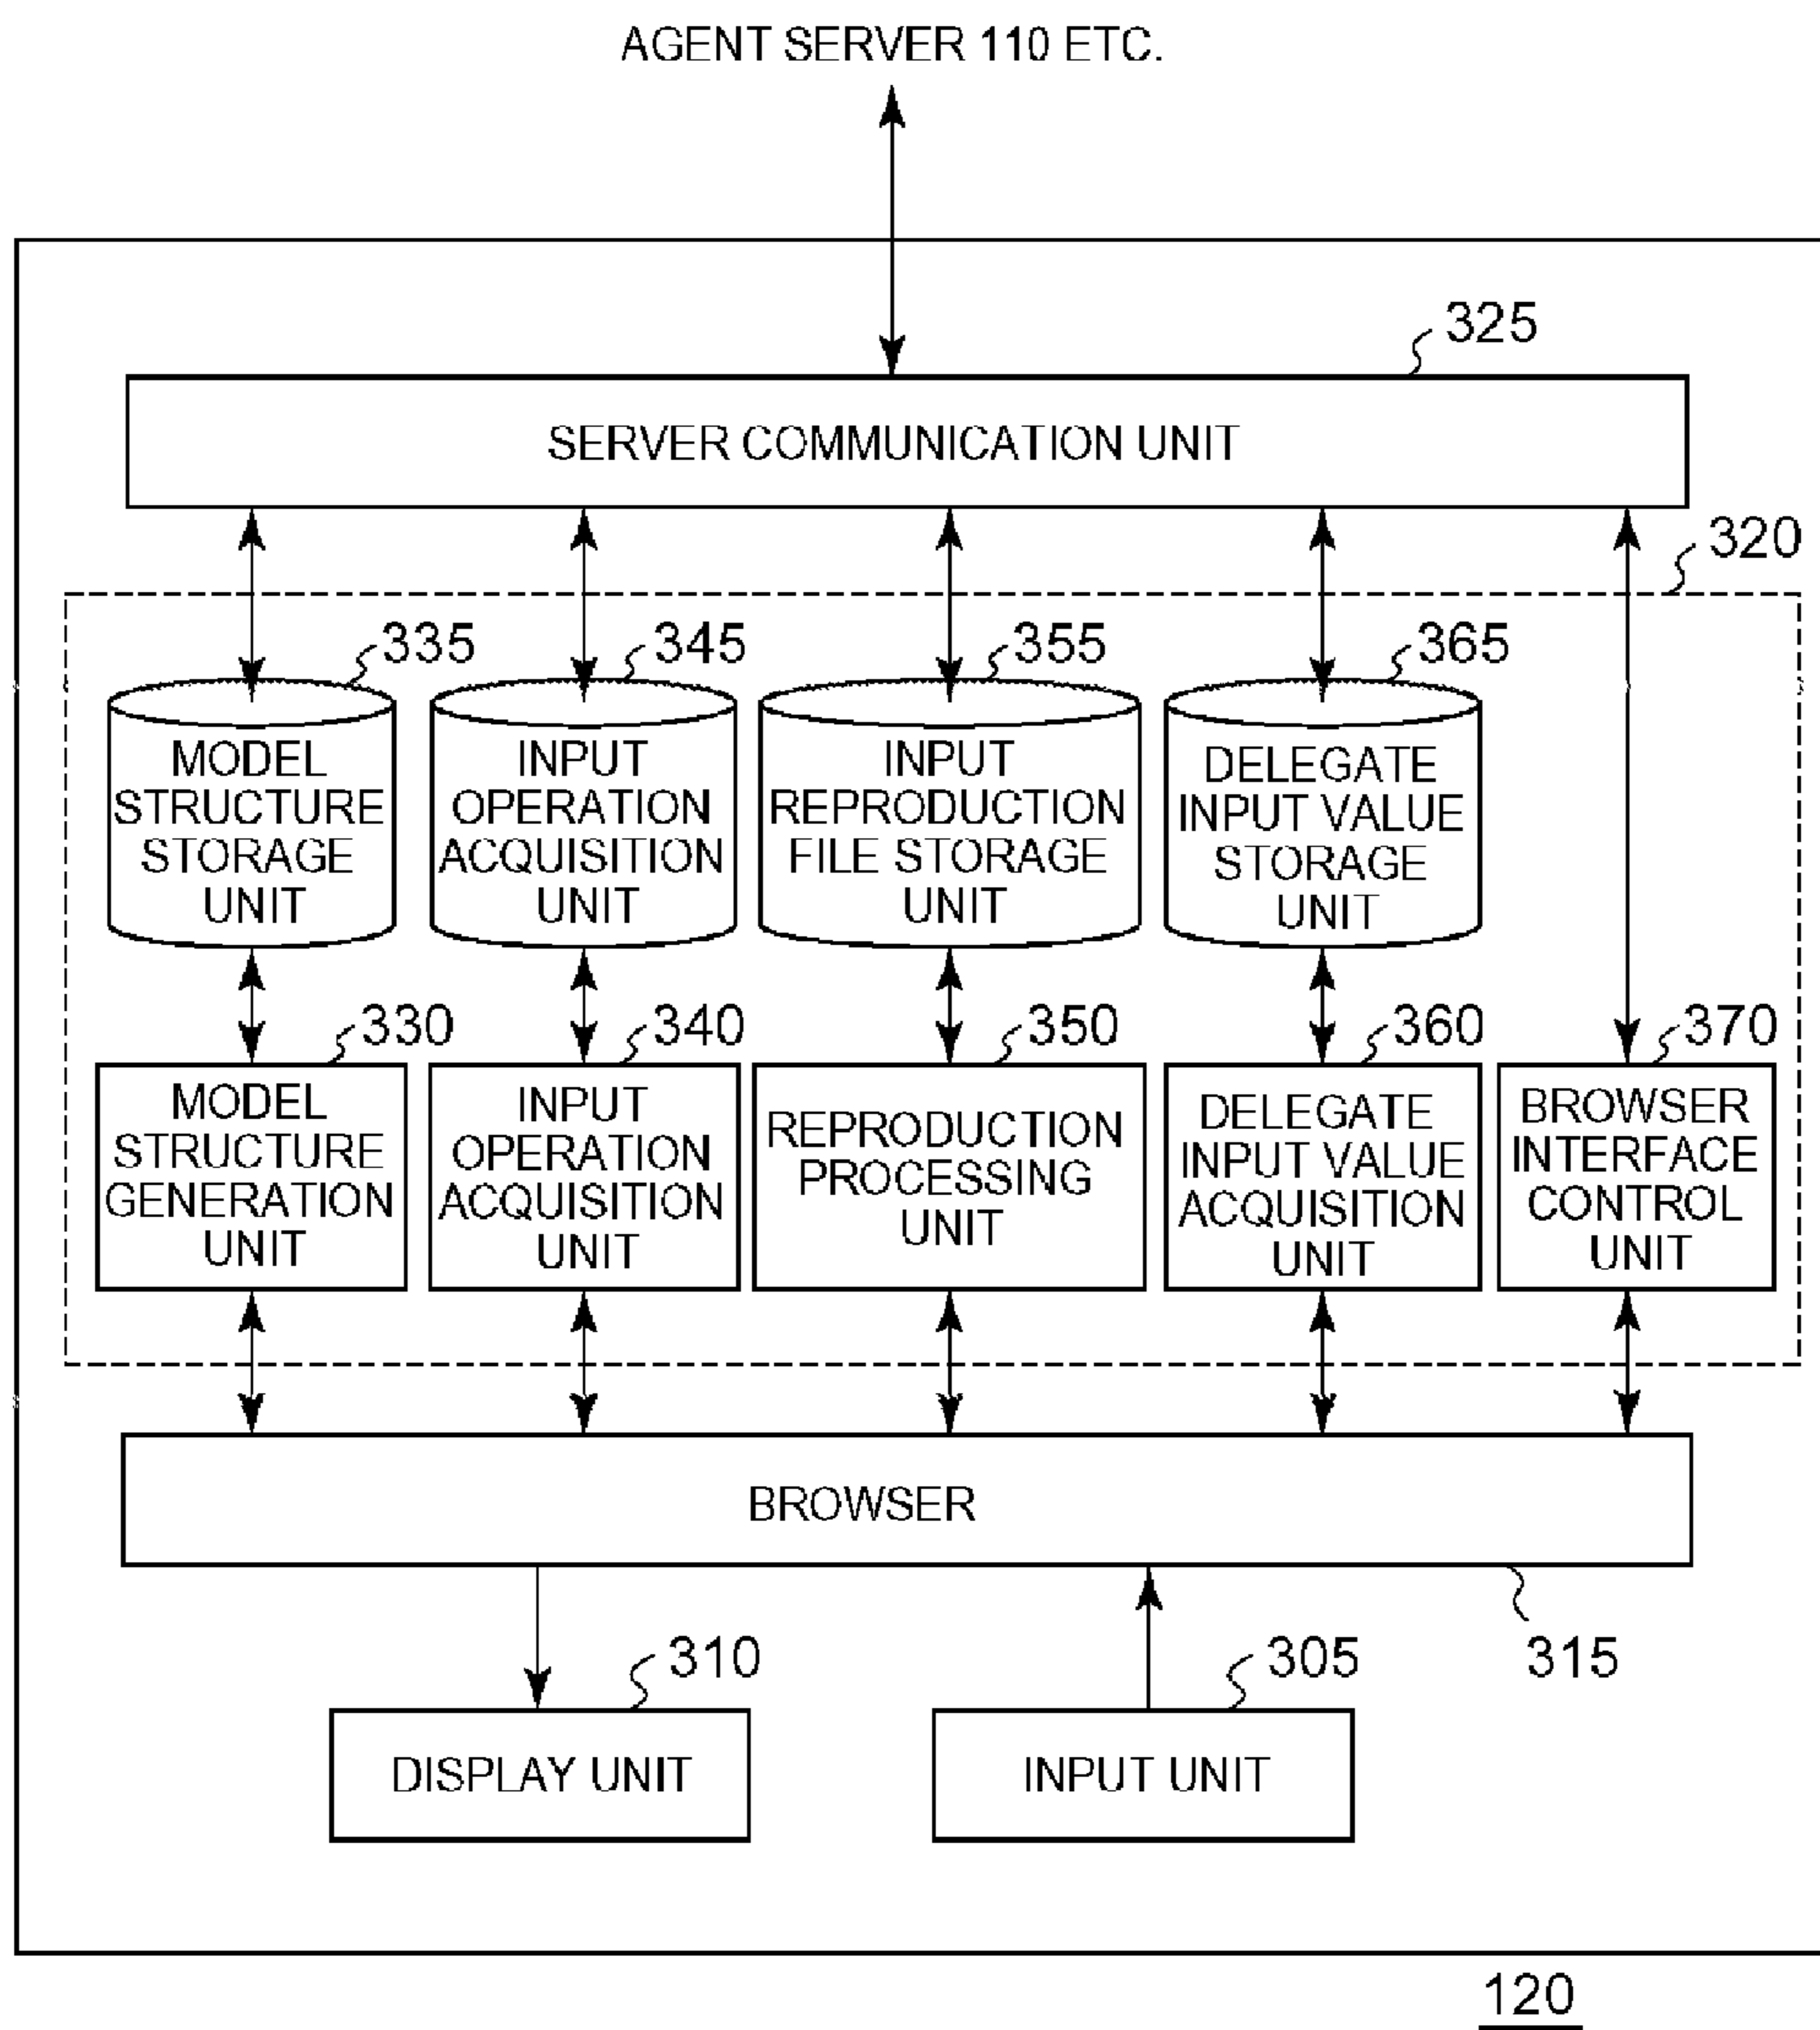 AGENT SERVER 110 ETC.
325
SERVER COMMUNICATION UNIT
320
335
345
355
365
MODEL
STRUCTURE
STORAGE
UNIT
INPUT
OPERATION
ACQUISITION
UNIT
INPUT
REPRODUCTION
FILE STORAGE
UNIT
DELEGATE
INPUT VALUE
STORAGE
UNIT
330
340
350
360
370
MODEL
STRUCTURE
GENERATION
UNIT
INPUT
OPERATION
ACQUISITION
UNIT
REPRODUCTION
PROCESSING
UNIT
DELEGATE
INPUT VALUE
ACQUISITION
UNIT
BROWSER
INTERFACE
CONTROL
UNIT
BROWSER
310
305
315
DISPLAY UNIT
INPUT UNIT
120